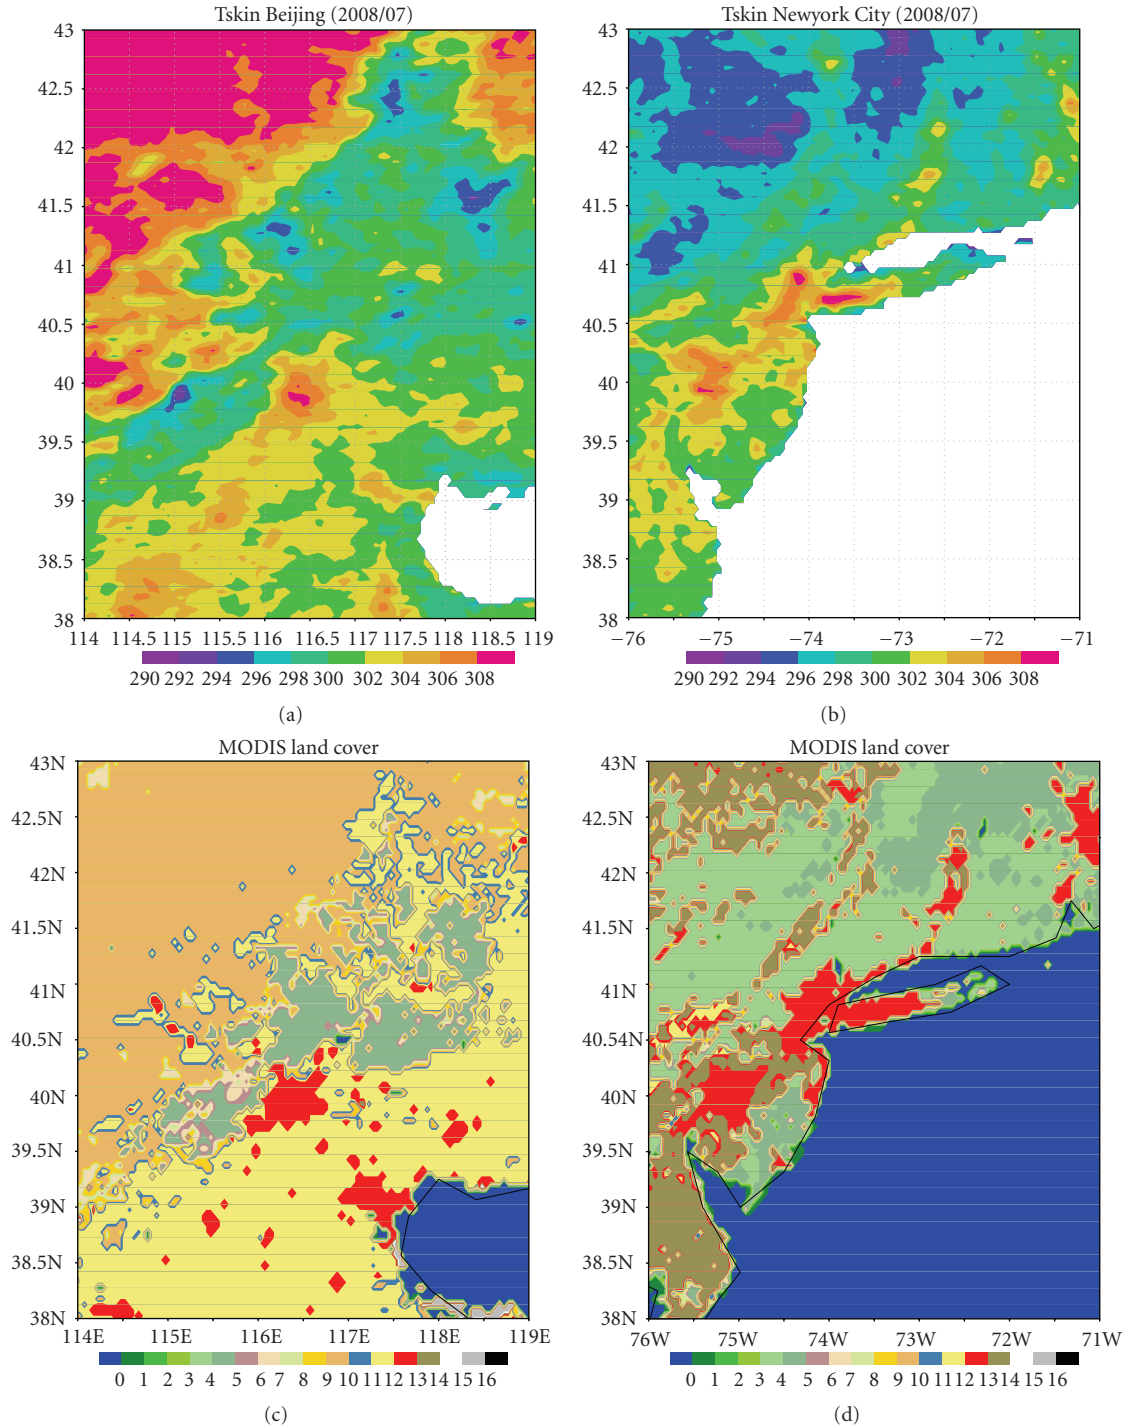 Tskin Beijing (2008/07)
43
42.5
42
41.5
41
40.5
40
39.5
39
38.5
38
114 114.5 115 115.5 116 116.5 117 117.5 118 118.5 119
290 292 294 296 298 300 302 304 306 308
(a)
Tskin Newyork City (2008/07)
43
42.5
42
41.5
41
40.5
40
39.5
39
38.5
38
−76 −75 −74 −73 −72 −71
290 292 294 296 298 300 302 304 306 308
(b)
MODIS land cover
43N
42.5N
42N
41.5N
41N
40.5N
40N
39.5N
39N
38.5N
38N
114E 115E 116E 117E 118E 119E
0 1 2 3 4 5 6 7 8 9 10 11 12 13 14 15 16
(c)
MODIS land cover
43N
42.5N
42N
41.5N
41N
40.54N
40N
39.5N
39N
38.5N
38N
76W 75W 74W 73W 72W 71W
0 1 2 3 4 5 6 7 8 9 10 11 12 13 14 15 16
(d)